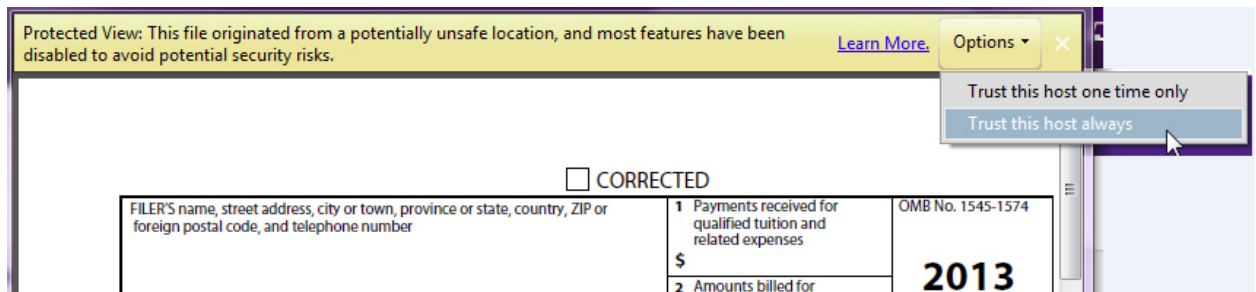 Protected View: This file originated from a potentially unsafe location, and most features have been
disabled to avoid potential security risks.
Learn More.
Options
Trust this host one time only
Trust this host always
CORRECTED
FILER'S name, street address, city or town, province or state, country, ZIP or
foreign postal code, and telephone number
1 Payments received for
qualified tuition and
related expenses
$
2 Amounts billed for
OMB No. 1545-1574
2013